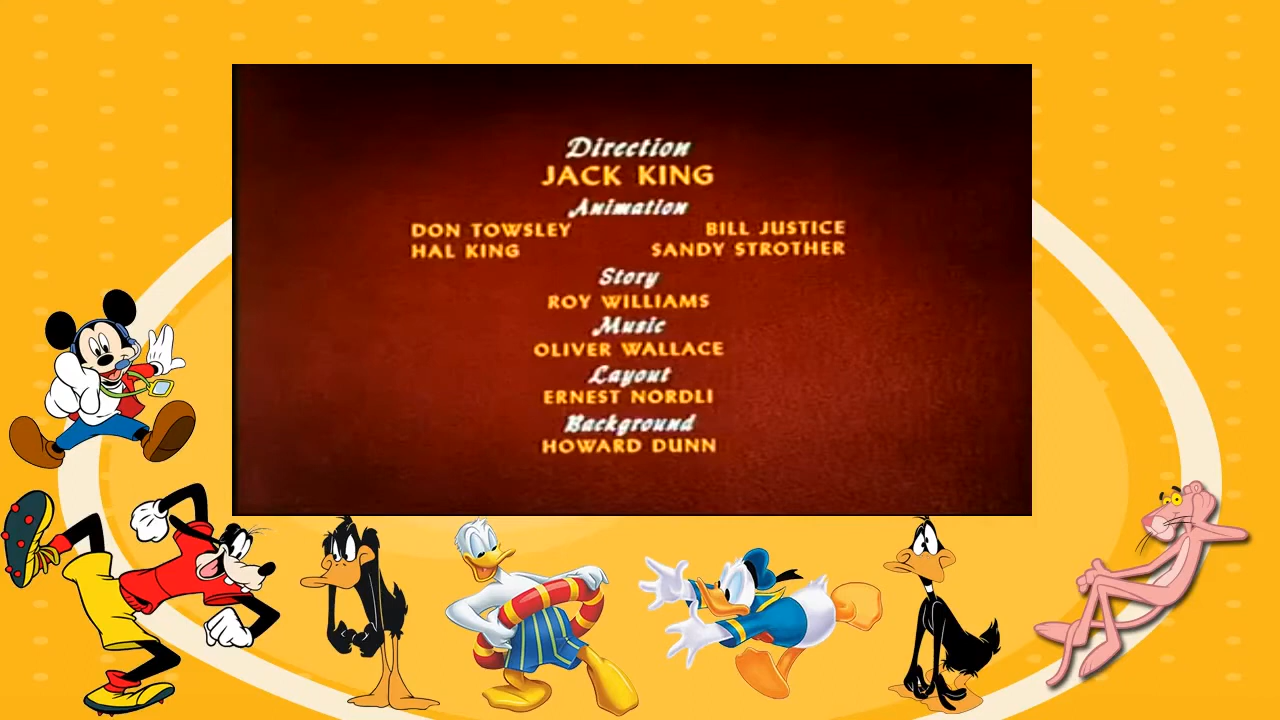 Direction
JACK KING
Animation
DON TOWSLEY BILL JUSTICE
HAL KING SANDY STROTHER
Story
ROY WILLIAMS
Music
OLIVER WALLACE
Layout
ERNEST NORDLI
Background
HOWARD DUNN